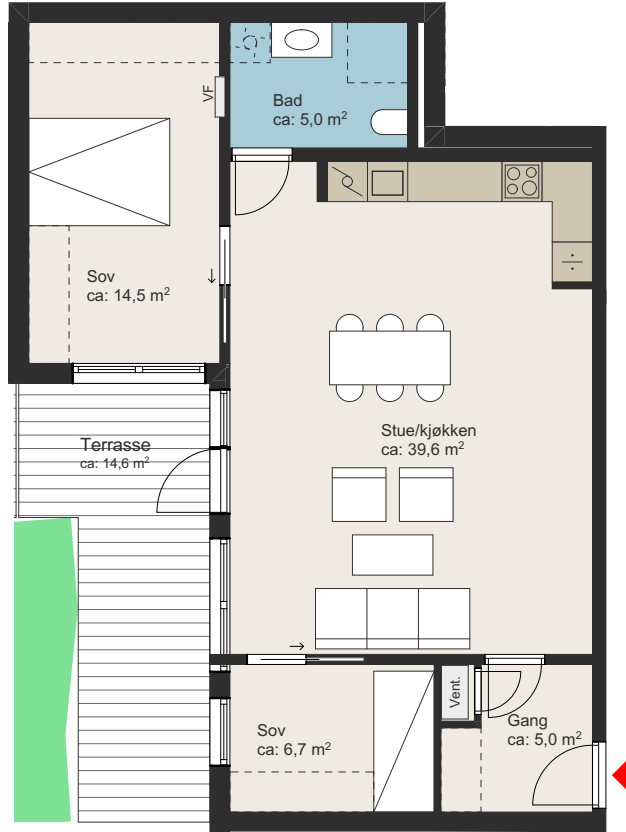 VF
Bad
ca: 5,0 m²
Sov
ca: 14,5 m²
Stue/kjøkken
ca: 39,6 m²
Terrasse
ca: 14,6 m²
Vent.
Gang
ca: 5,0 m²
Sov
ca: 6,7 m²